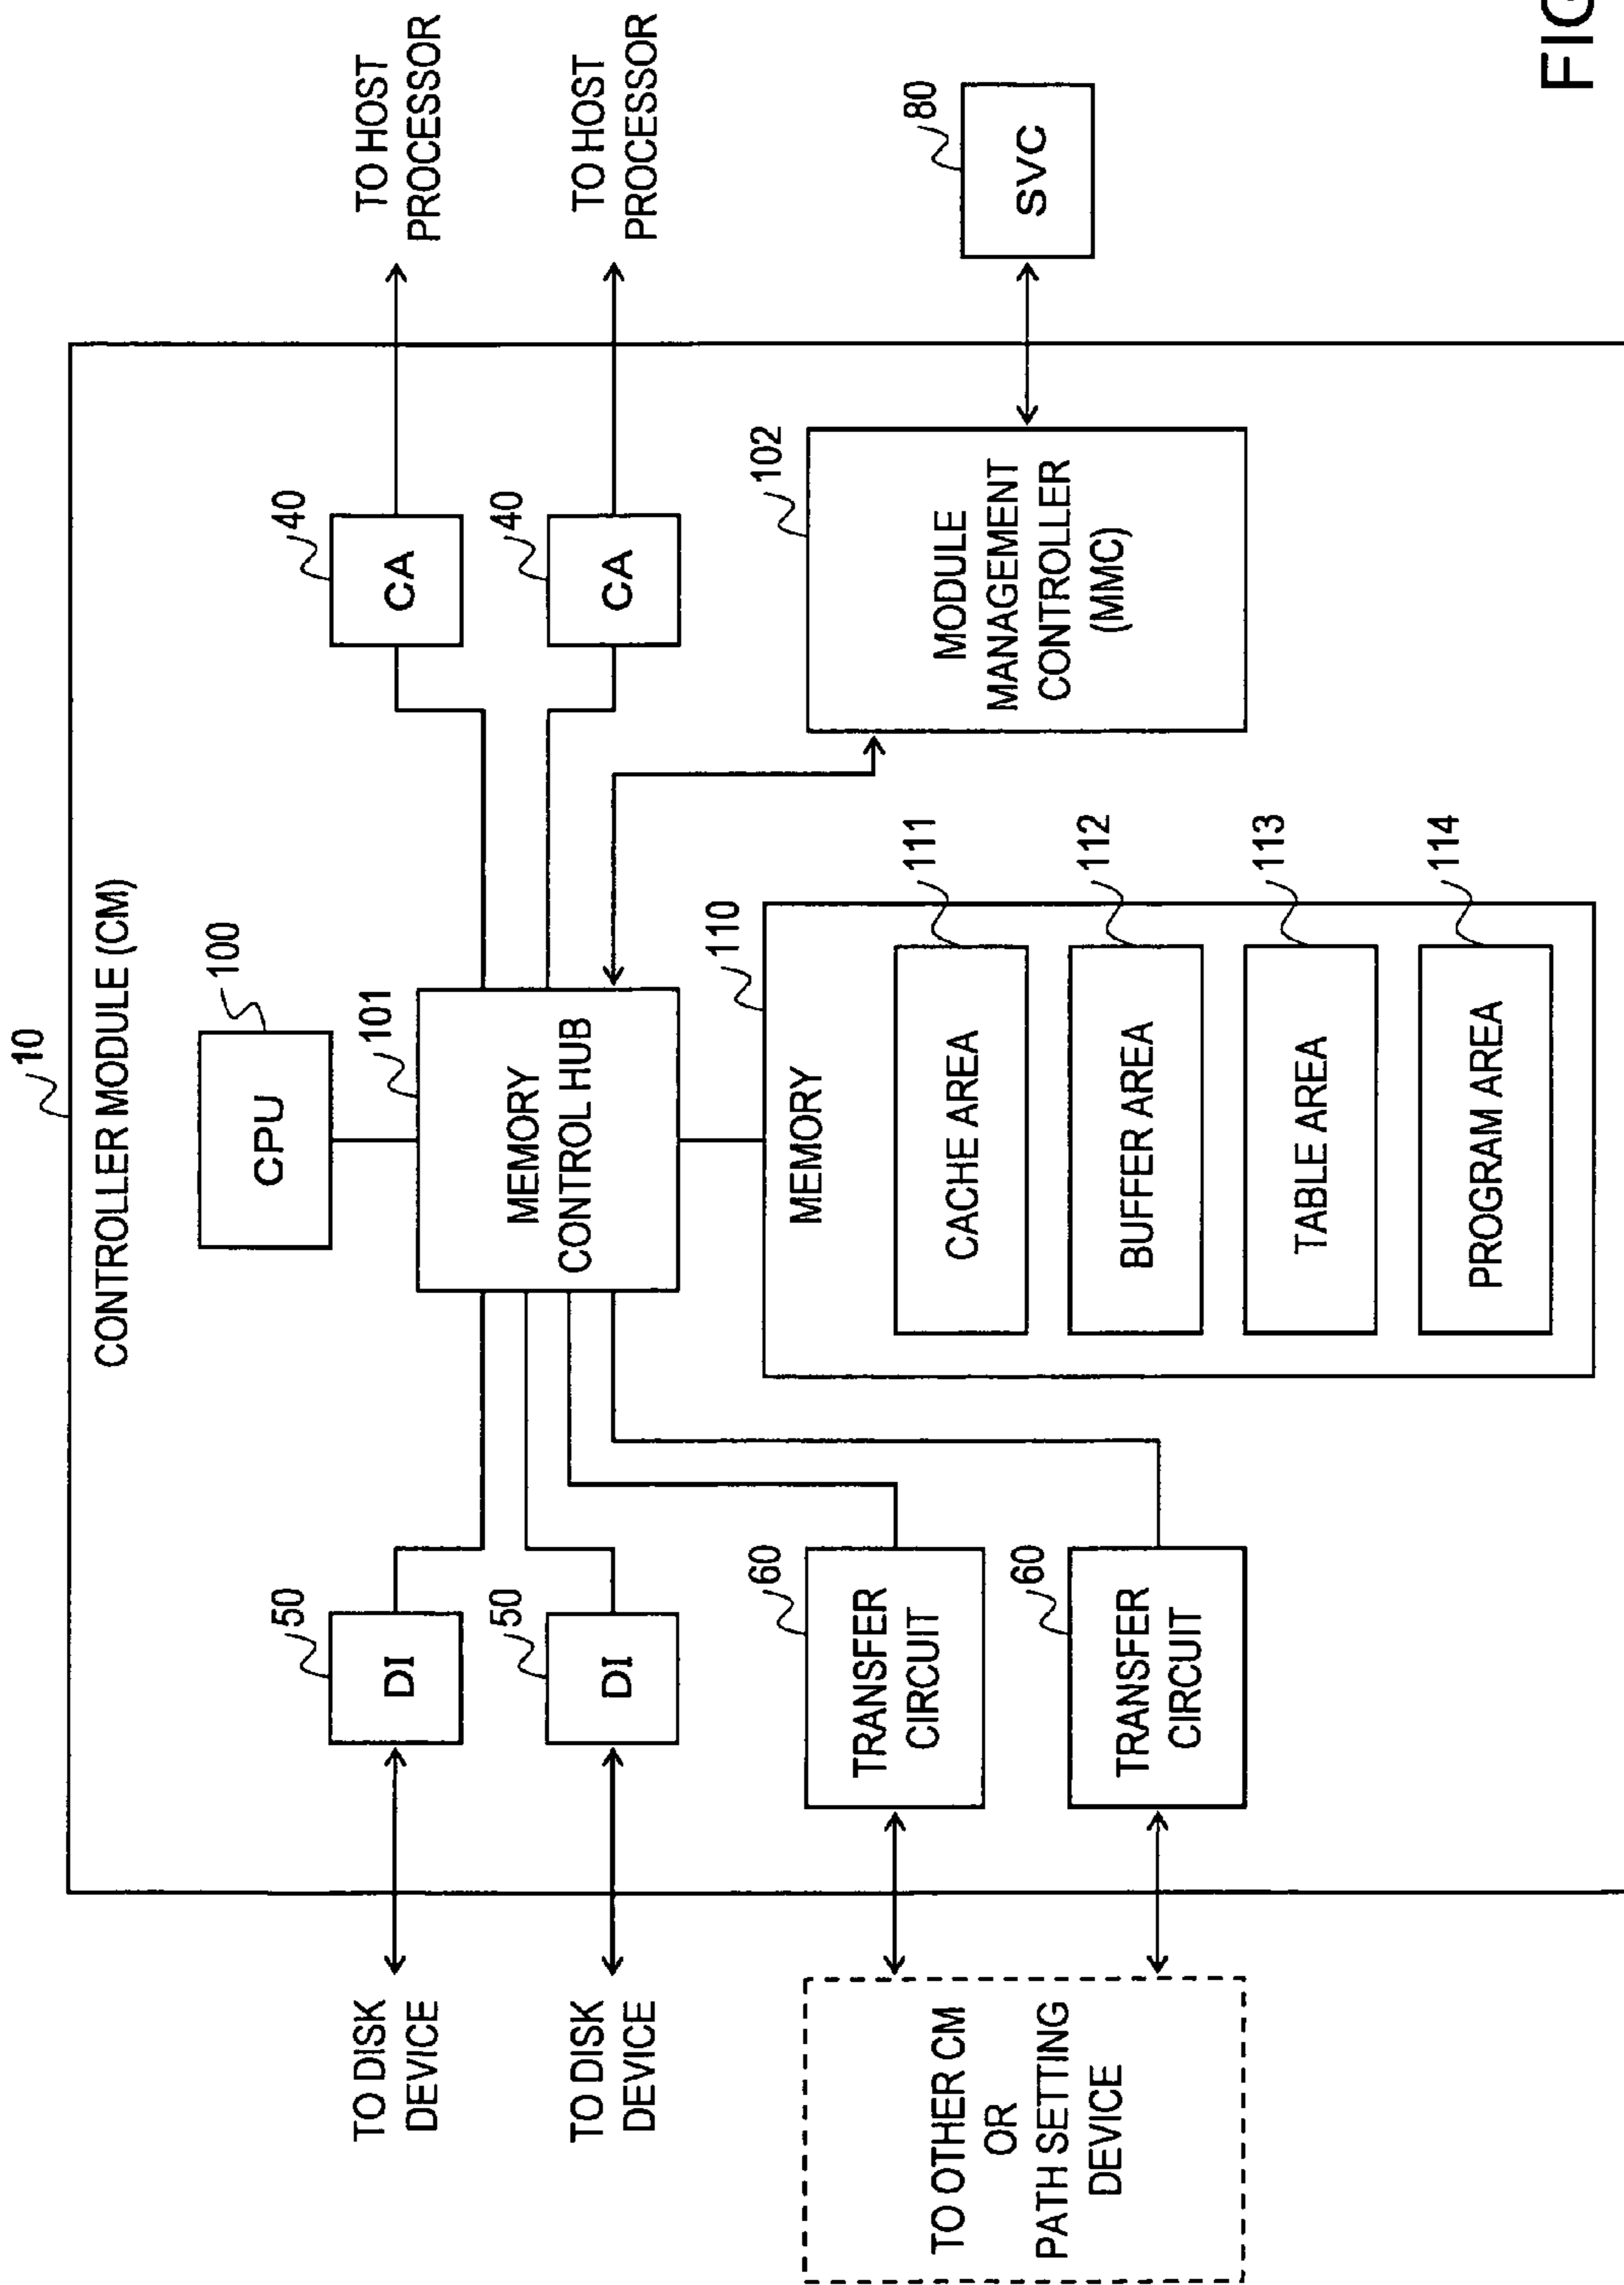 10
CONTROLLER MODULE (CM)
100
CPU
101
MEMORY
CONTROL HUB
50
DI
50
DI
TO DISK
DEVICE
TO DISK
DEVICE
40
CA
40
CA
TO HOST
PROCESSOR
TO HOST
PROCESSOR
60
TRANSFER
CIRCUIT
60
TRANSFER
CIRCUIT
TO OTHER CM
OR
PATH SETTING
DEVICE
110
MEMORY
111
CACHE AREA
112
BUFFER AREA
113
TABLE AREA
114
PROGRAM AREA
102
MODULE
MANAGEMENT
CONTROLLER
(MMC)
80
SVC
FIG